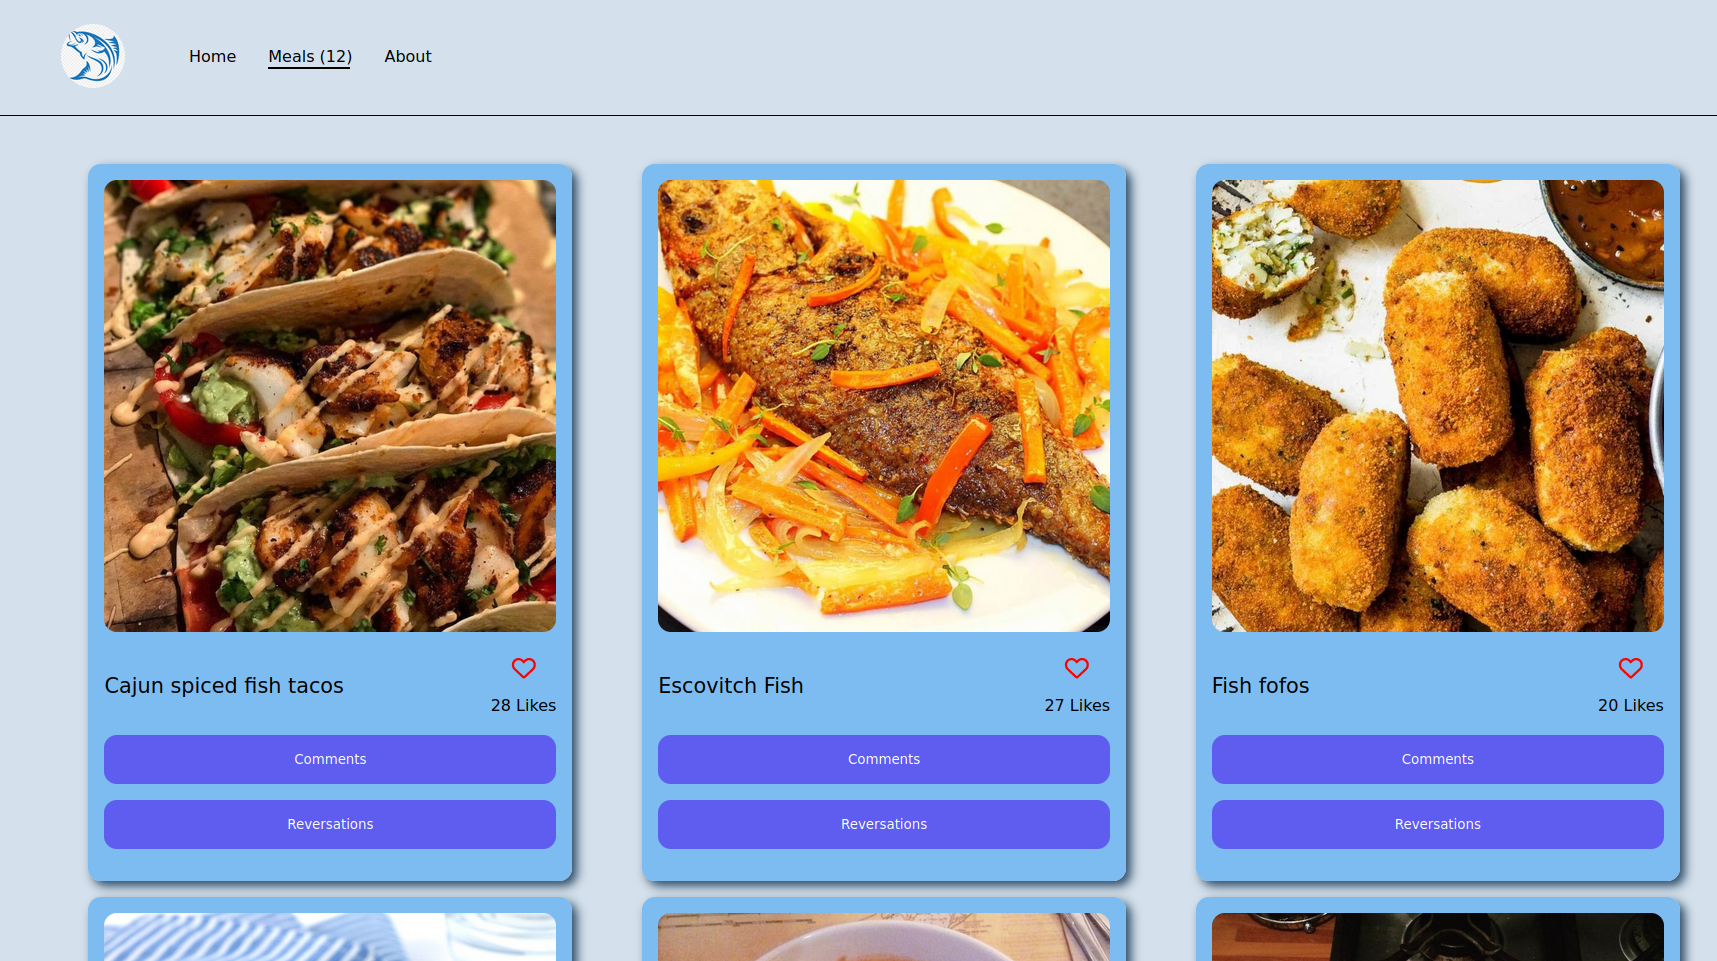 Home Meals (12) About
Cajun spiced fish tacos
28 Likes
Comments
Reversations
Escovitch Fish
27 Likes
Comments
Reversations
Fish fofos
20 Likes
Comments
Reversations